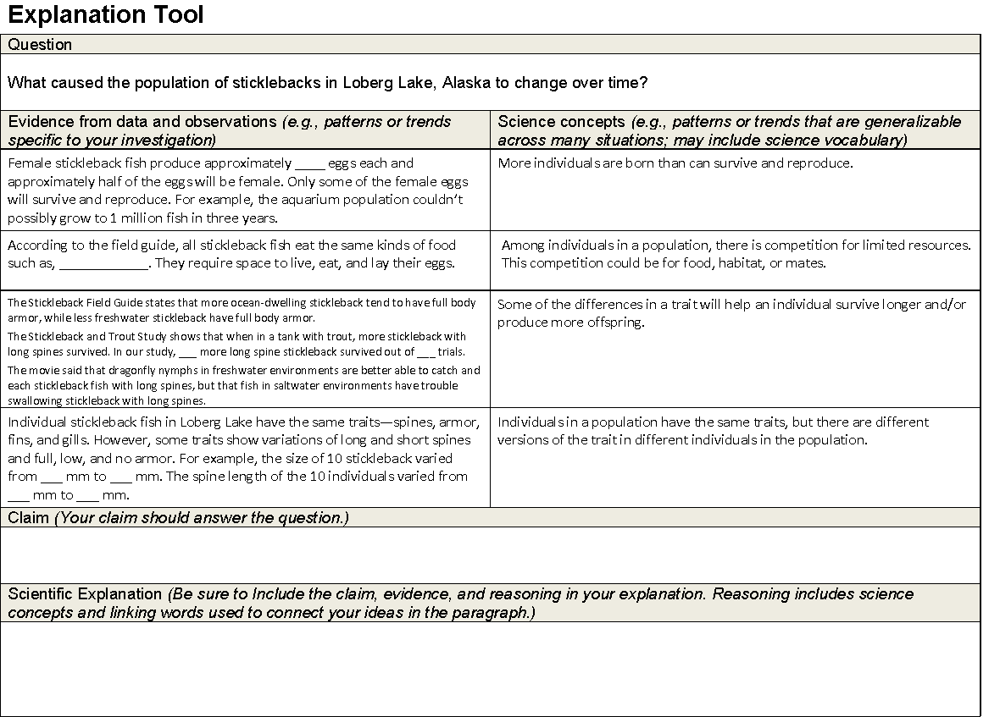 Explanation Tool
Question
What caused the population of sticklebacks in Loberg Lake, Alaska to change over time?
Evidence from data and observations (e.g., patterns or trends
specific to your investigation)
Science concepts (e.g., patterns or trends that are generalizable
across many situations; may include science vocabulary)
Female stickleback fish produce approximately ____ eggs each and
approximately half of the eggs will be female. Only some of the female eggs
will survive and reproduce. For example, the aquarium population couldn't
possibly grow to 1 million fish in three years.
More individuals are born than can survive and reproduce.
According to the field guide, all stickleback fish eat the same kinds of food
such as, ____________. They require space to live, eat, and lay their eggs.
Among individuals in a population, there is competition for limited resources.
This competition could be for food, habitat, or mates.
The Stickleback Field Guide states that more ocean-dwelling stickleback tend to have full body
armor, while less freshwater stickleback have full body armor.
The Stickleback and Trout Study shows that when in a tank with trout, more stickleback with
long spines survived. In our study, ___ more long spine stickleback survived out of ___ trials.
The movie said that dragonfly nymphs in freshwater environments are better able to catch and
each stickleback fish with long spines, but that fish in saltwater environments have trouble
swallowing stickleback with long spines.
Some of the differences in a trait will help an individual survive longer and/or
produce more offspring.
Individual stickleback fish in Loberg Lake have the same traits—spines, armor,
fins, and gills. However, some traits show variations of long and short spines
and full, low, and no armor. For example, the size of 10 stickleback varied
from ___ mm to ___ mm. The spine length of the 10 individuals varied from
___ mm to ___ mm.
Individuals in a population have the same traits, but there are different
versions of the trait in different individuals in the population.
Claim (Your claim should answer the question.)
Scientific Explanation (Be sure to Include the claim, evidence, and reasoning in your explanation. Reasoning includes science
concepts and linking words used to connect your ideas in the paragraph.)